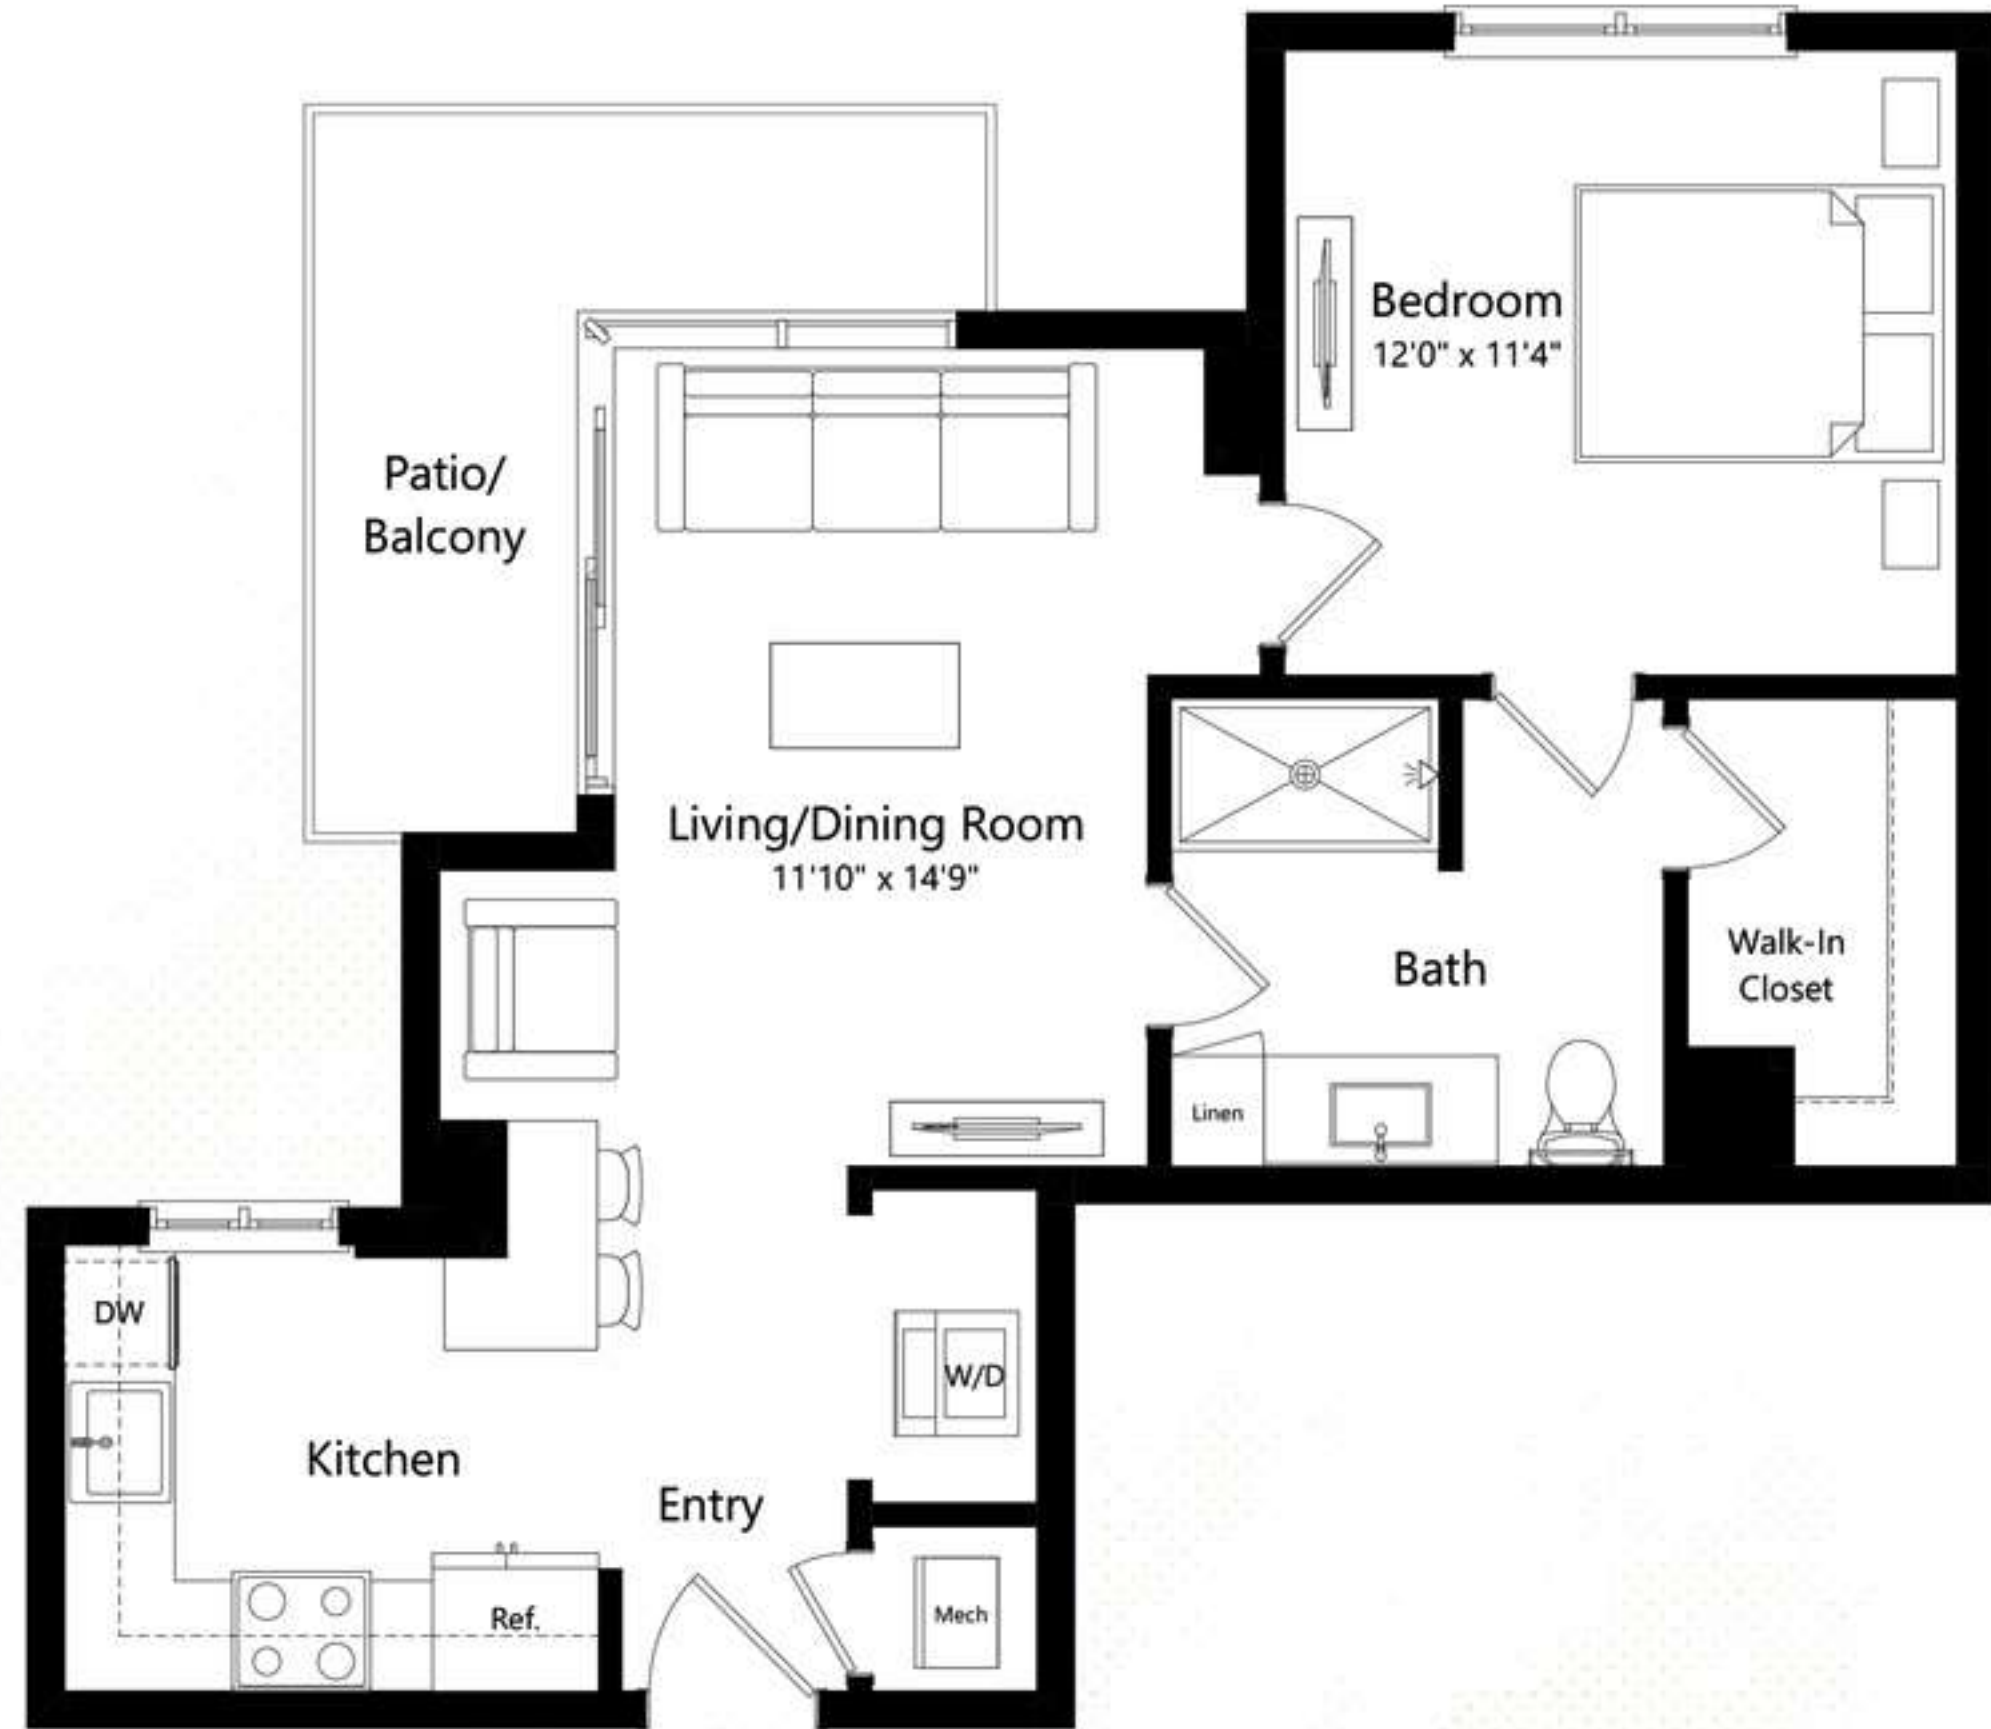 Bedroom
12'0" x 11'4"
Patio/
Balcony
Living/Dining Room
11'10" x 14'9"
Walk-In
Closet
Bath
Linen
DW
W/D
Kitchen
Entry
Ref.
Mech